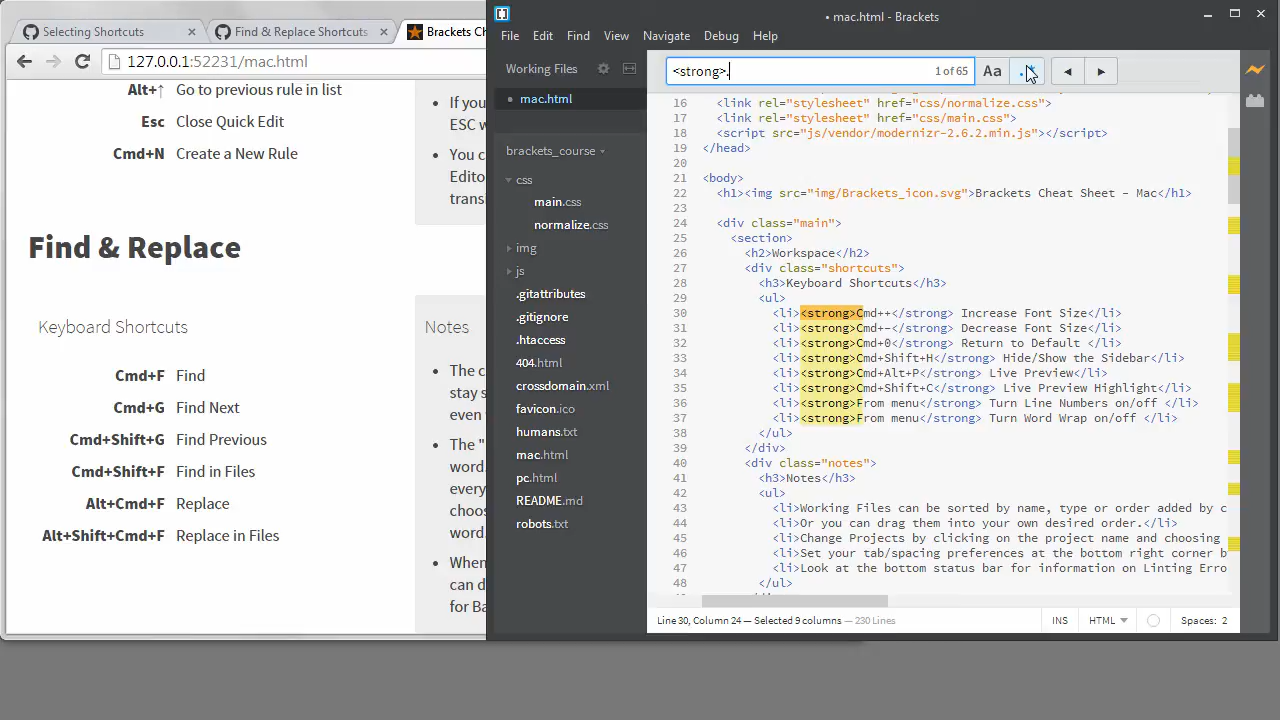 Selecting Shortcuts
Find & Replace Shortcuts
Brackets Ch
127.0.0.1:52231/mac.html
Alt+↑ Go to previous rule in list
Esc Close Quick Edit
Cmd+N Create a New Rule
If you
ESC w
You c
Edito
transi
Find & Replace
Keyboard Shortcuts
Cmd+F Find
Cmd+G Find Next
Cmd+Shift+G Find Previous
Cmd+Shift+F Find in Files
Alt+Cmd+F Replace
Alt+Shift+Cmd+F Replace in Files
Notes
The c
stay s
even
The "
word.
every
choos
word.
When
can d
for Ba
• mac.html - Brackets
File Edit Find View Navigate Debug Help
Working Files
• mac.html
brackets_course
css
main.css
normalize.css
img
js
.gitattributes
.gitignore
.htaccess
404.html
crossdomain.xml
favicon.ico
humans.txt
mac.html
pc.html
README.md
robots.txt
<strong>. 1 of 65 Aa
16 <link rel="stylesheet" href="css/normalize.css">
17 <link rel="stylesheet" href="css/main.css">
18 <script src="js/vendor/modernizr-2.6.2.min.js"></script>
19 </head>
20
21 <body>
22 <h1><img src="img/Brackets_icon.svg">Brackets Cheat Sheet – Mac</h1>
23
24 <div class="main">
25 <section>
26 <h2>Workspace</h2>
27 <div class="shortcuts">
28 <h3>Keyboard Shortcuts</h3>
29 <ul>
30 <li><strong>Cmd++</strong> Increase Font Size</li>
31 <li><strong>Cmd+-</strong> Decrease Font Size</li>
32 <li><strong>Cmd+0</strong> Return to Default </li>
33 <li><strong>Cmd+Shift+H</strong> Hide/Show the Sidebar</li>
34 <li><strong>Cmd+Alt+P</strong> Live Preview</li>
35 <li><strong>Cmd+Shift+C</strong> Live Preview Highlight</li>
36 <li><strong>From menu</strong> Turn Line Numbers on/off </li>
37 <li><strong>From menu</strong> Turn Word Wrap on/off </li>
38 </ul>
39 </div>
40 <div class="notes">
41 <h3>Notes</h3>
42 <ul>
43 <li>Working Files can be sorted by name, type or order added by c
44 <li>Or you can drag them into your own desired order.</li>
45 <li>Change Projects by clicking on the project name and choosing
46 <li>Set your tab/spacing preferences at the bottom right corner b
47 <li>Look at the bottom status bar for information on Linting Erro
48 </ul>
Line 30, Column 24 — Selected 9 columns — 230 Lines
INS HTML Spaces: 2